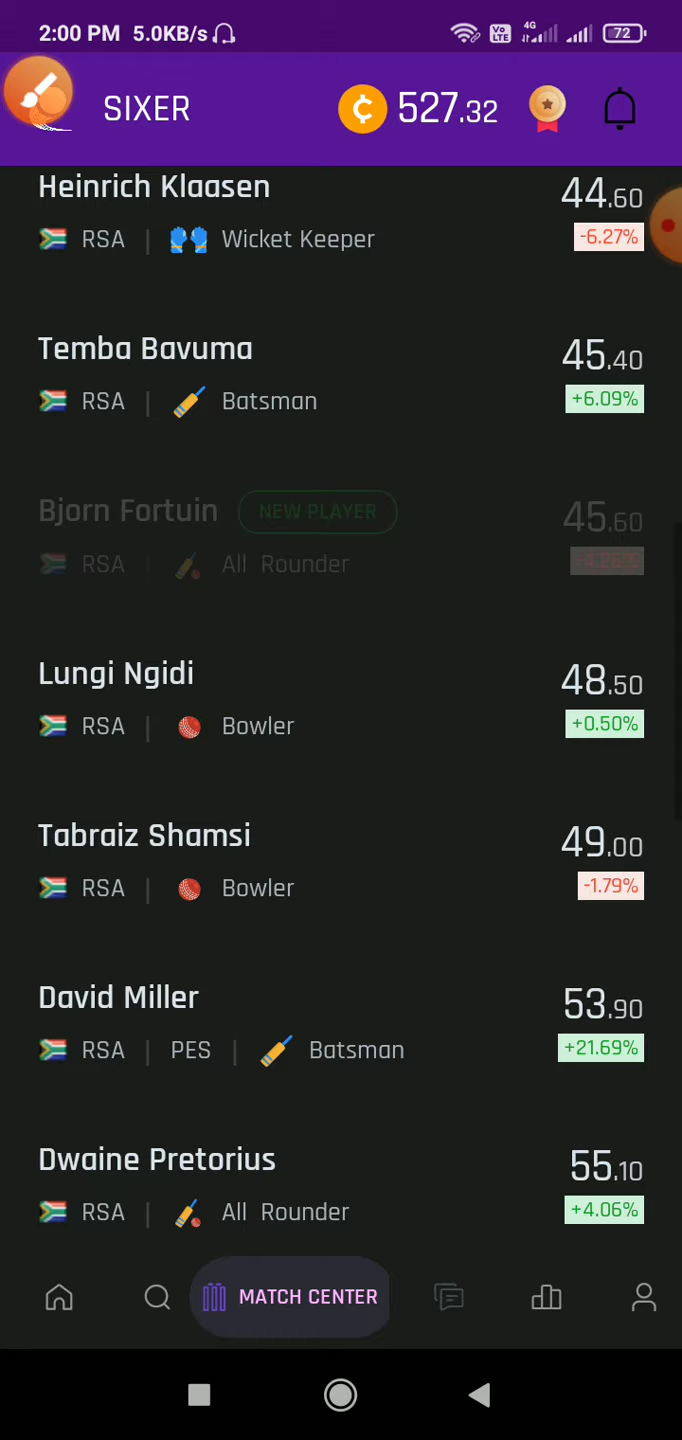 2:00 PM 5.0KB/s Vo LTE 4G 72
SIXER ¢ 527.32
Heinrich Klaasen 44.60
RSA | Wicket Keeper -6.27%
Temba Bavuma 45.40
RSA | Batsman +6.09%
Bjorn Fortuin NEW PLAYER 45.60
RSA | All Rounder
Lungi Ngidi 48.50
RSA | Bowler +0.50%
Tabraiz Shamsi 49.00
RSA | Bowler -1.79%
David Miller 53.90
RSA | PES | Batsman +21.69%
Dwaine Pretorius 55.10
RSA | All Rounder +4.06%
MATCH CENTER